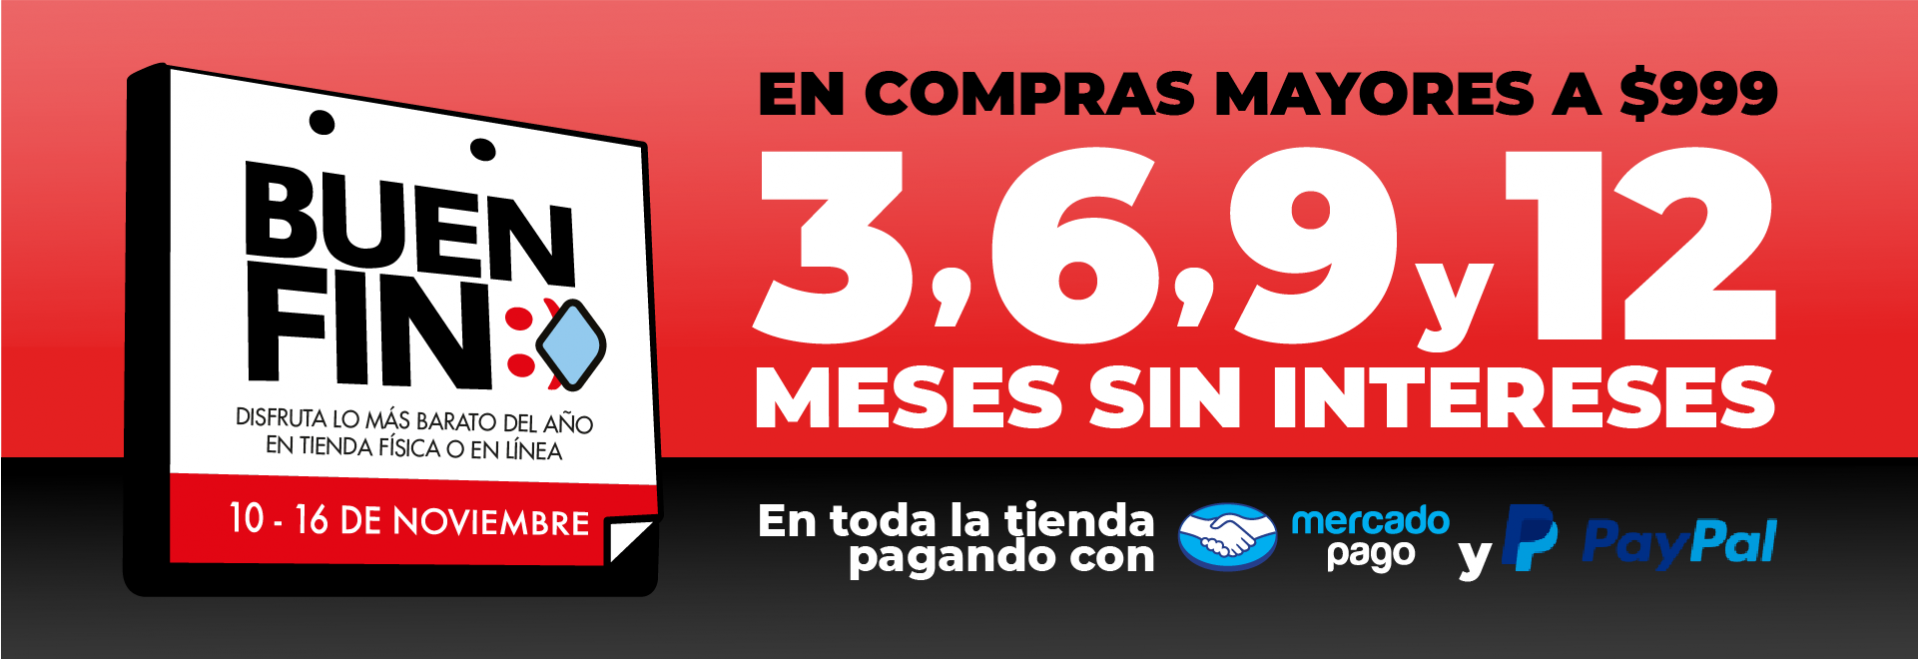 BUEN
FIN:)
DISFRUTA LO MÁS BARATO DEL AÑO
EN TIENDA FÍSICA O EN LÍNEA
10 - 16 DE NOVIEMBRE
EN COMPRAS MAYORES A $999
3, 6, 9 y 12
MESES SIN INTERESES
En toda la tienda
pagando con
mercado
pago
y
PayPal